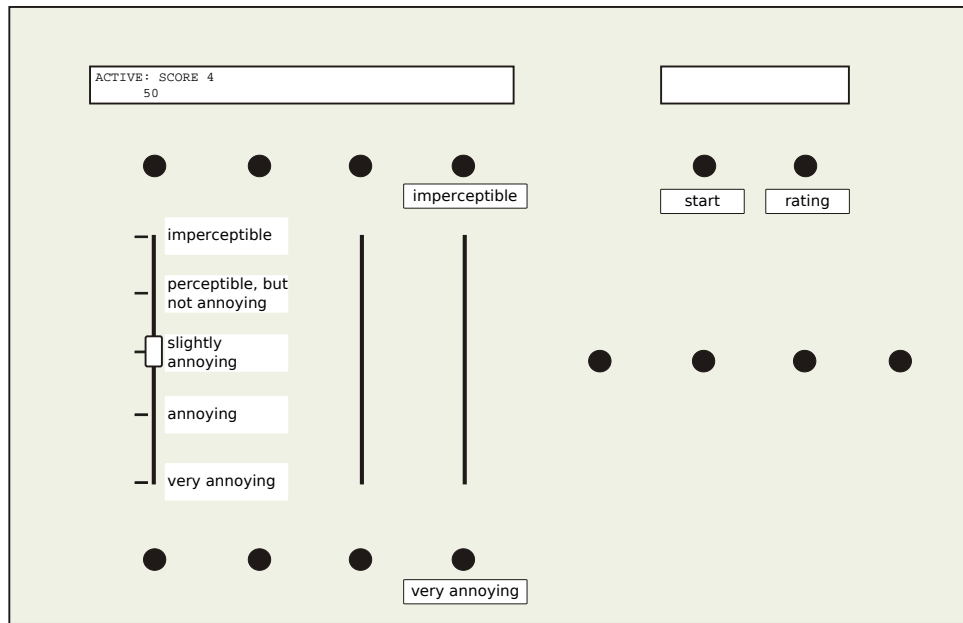 ACTIVE: SCORE 4
50
imperceptible
start
rating
imperceptible
perceptible, but
not annoying
slightly
annoying
annoying
very annoying
very annoying